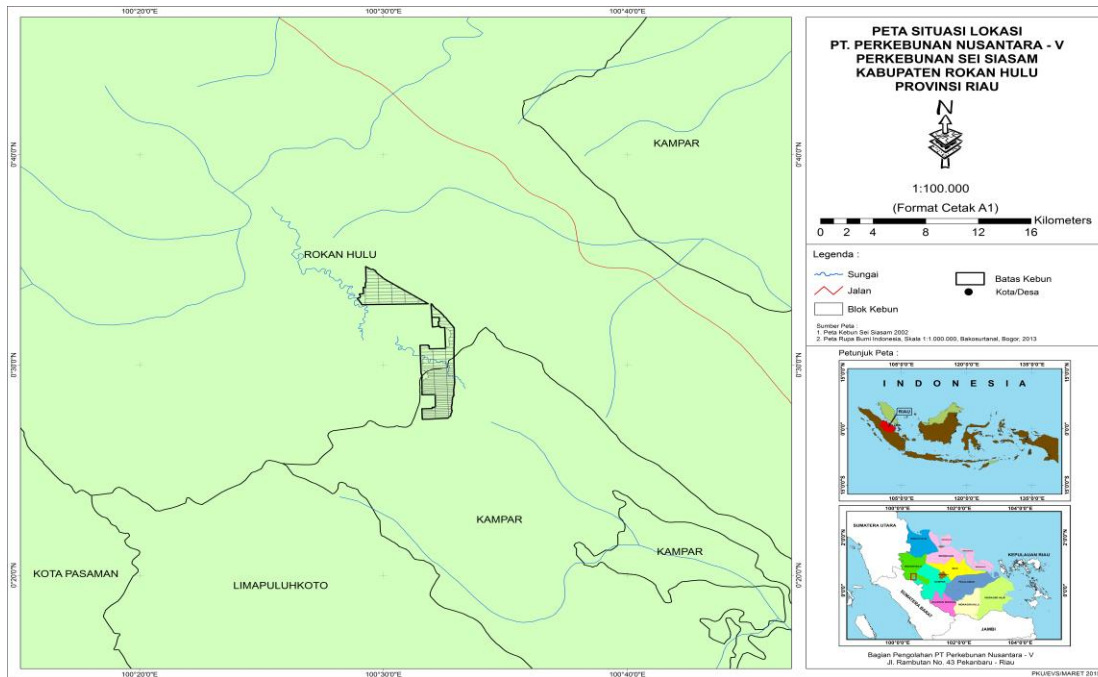 100°20'0"E 100°30'0"E 100°40'0"E
0°40'0"N
0°30'0"N
0°20'0"N
KAMPAR
ROKAN HULU
KAMPAR
KAMPAR
KOTA PASAMAN
LIMAPULUHKOTO
0°40'0"N
0°30'0"N
0°20'0"N
100°20'0"E 100°30'0"E 100°40'0"E
PETA SITUASI LOKASI
PT. PERKEBUNAN NUSANTARA - V
PERKEBUNAN SEI SIASAM
KABUPATEN ROKAN HULU
PROVINSI RIAU
N
1:100.000
(Format Cetak A1)
Kilometers
0 2 4 8 12 16
Legenda :
Sungai
Jalan
Blok Kebun
Batas Kebun
Kota/Desa
Sumber Peta :
1. Peta Kebun Sei Siasam 2002
2. Peta Rupa Bumi Indonesia, Skala 1:1.000.000, Bakosurtanal, Bogor, 2013
Petunjuk Peta :
INDONESIA
RIAU
SUMATERA UTARA
KEPULAUAN RIAU
SUMATERA BARAT
JAMBI
Bagian Pengolahan PT Perkebunan Nusantara - V
Jl. Rambutan No. 43 Pekanbaru - Riau